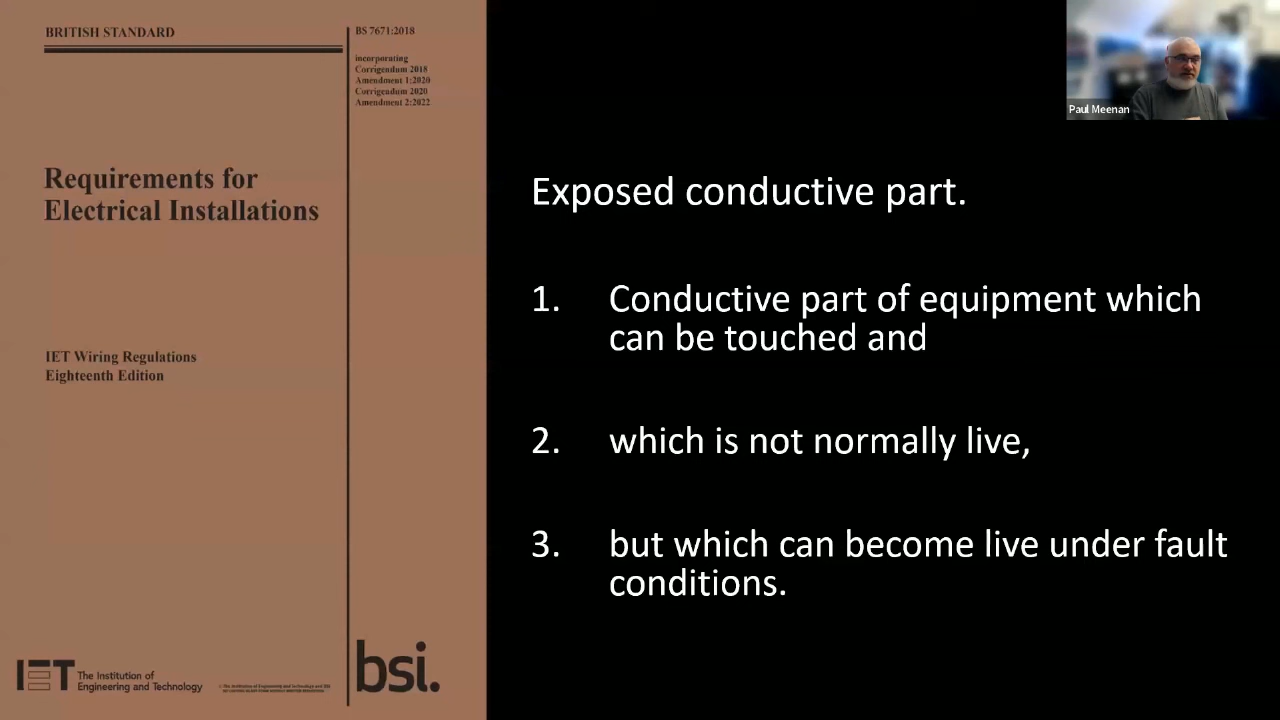 BRITISH STANDARD
BS 7671:2018
incorporating
Corrigendum 2018
Amendment 1:2020
Corrigendum 2020
Amendment 2:2022
Requirements for
Electrical Installations
IET Wiring Regulations
Eighteenth Edition
IET The Institution of
Engineering and Technology
bsi.
Paul Meenan
Exposed conductive part.
1. Conductive part of equipment which
can be touched and
2. which is not normally live,
3. but which can become live under fault
conditions.